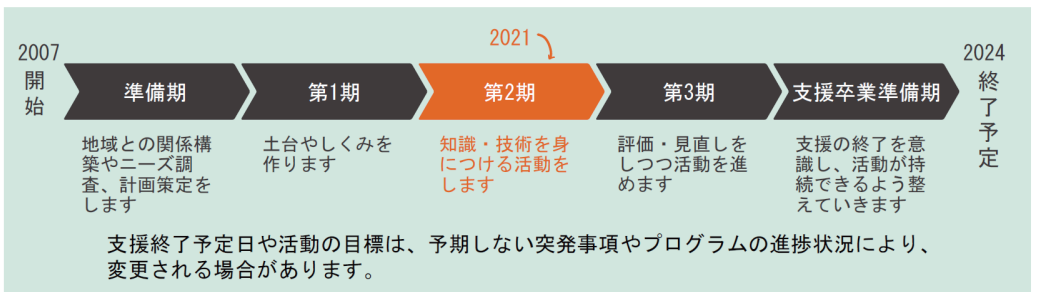 2021
2007
開
始
準備期
第1期
第2期
第3期
支援卒業準備期
2024
終
了
予
定
地域との関係構
築やニーズ調
査、計画策定を
します
土台やしくみを
作ります
知識・技術を身
につける活動を
します
評価・見直しを
しつつ活動を進
めます
支援の終了を意
識し、活動が持
続できるよう整
えていきます
支援終了予定日や活動の目標は、予期しない突発事項やプログラムの進捗状況により、
変更される場合があります。